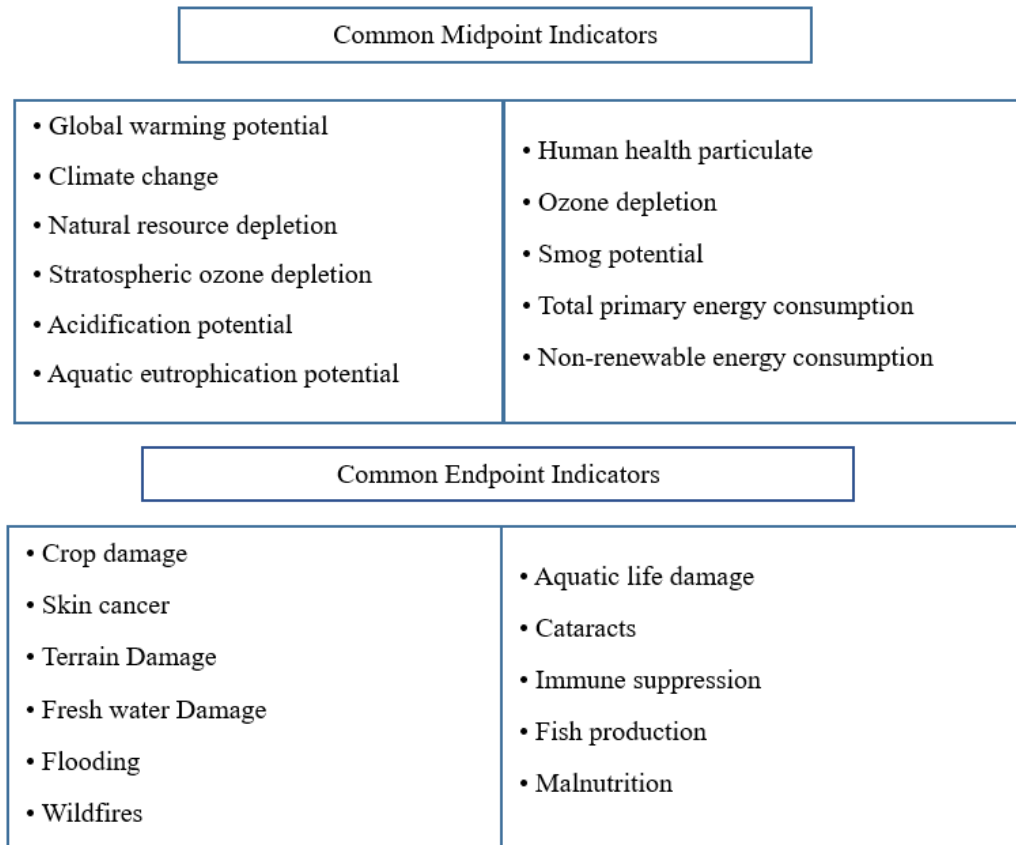 Common Midpoint Indicators
• Global warming potential
• Climate change
• Natural resource depletion
• Stratospheric ozone depletion
• Acidification potential
• Aquatic eutrophication potential
• Human health particulate
• Ozone depletion
• Smog potential
• Total primary energy consumption
• Non-renewable energy consumption
Common Endpoint Indicators
• Crop damage
• Skin cancer
• Terrain Damage
• Fresh water Damage
• Flooding
• Wildfires
• Aquatic life damage
• Cataracts
• Immune suppression
• Fish production
• Malnutrition